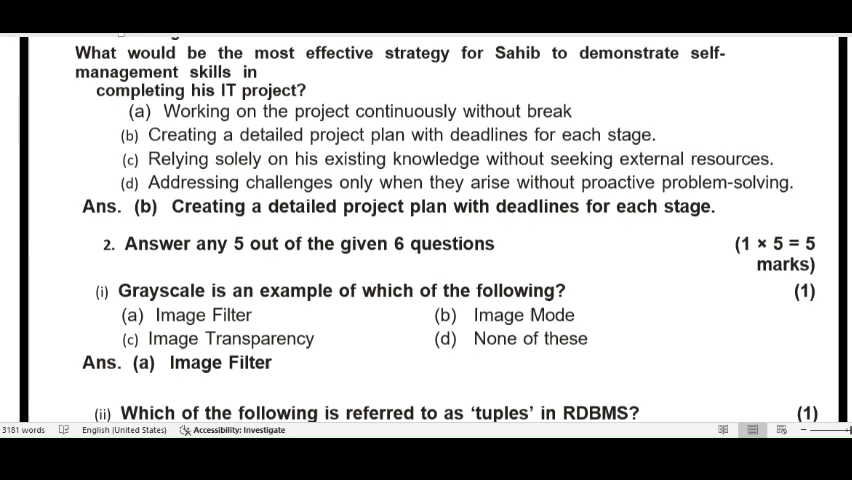 What would be the most effective strategy for Sahib to demonstrate self-
management skills in
completing his IT project?
(a) Working on the project continuously without break
(b) Creating a detailed project plan with deadlines for each stage.
(c) Relying solely on his existing knowledge without seeking external resources.
(d) Addressing challenges only when they arise without proactive problem-solving.
Ans. (b) Creating a detailed project plan with deadlines for each stage.
2. Answer any 5 out of the given 6 questions (1 × 5 = 5
marks)
(i) Grayscale is an example of which of the following? (1)
(a) Image Filter (b) Image Mode
(c) Image Transparency (d) None of these
Ans. (a) Image Filter
(ii) Which of the following is referred to as ‘tuples’ in RDBMS? (1)
3181 words English (United States) Accessibility: Investigate